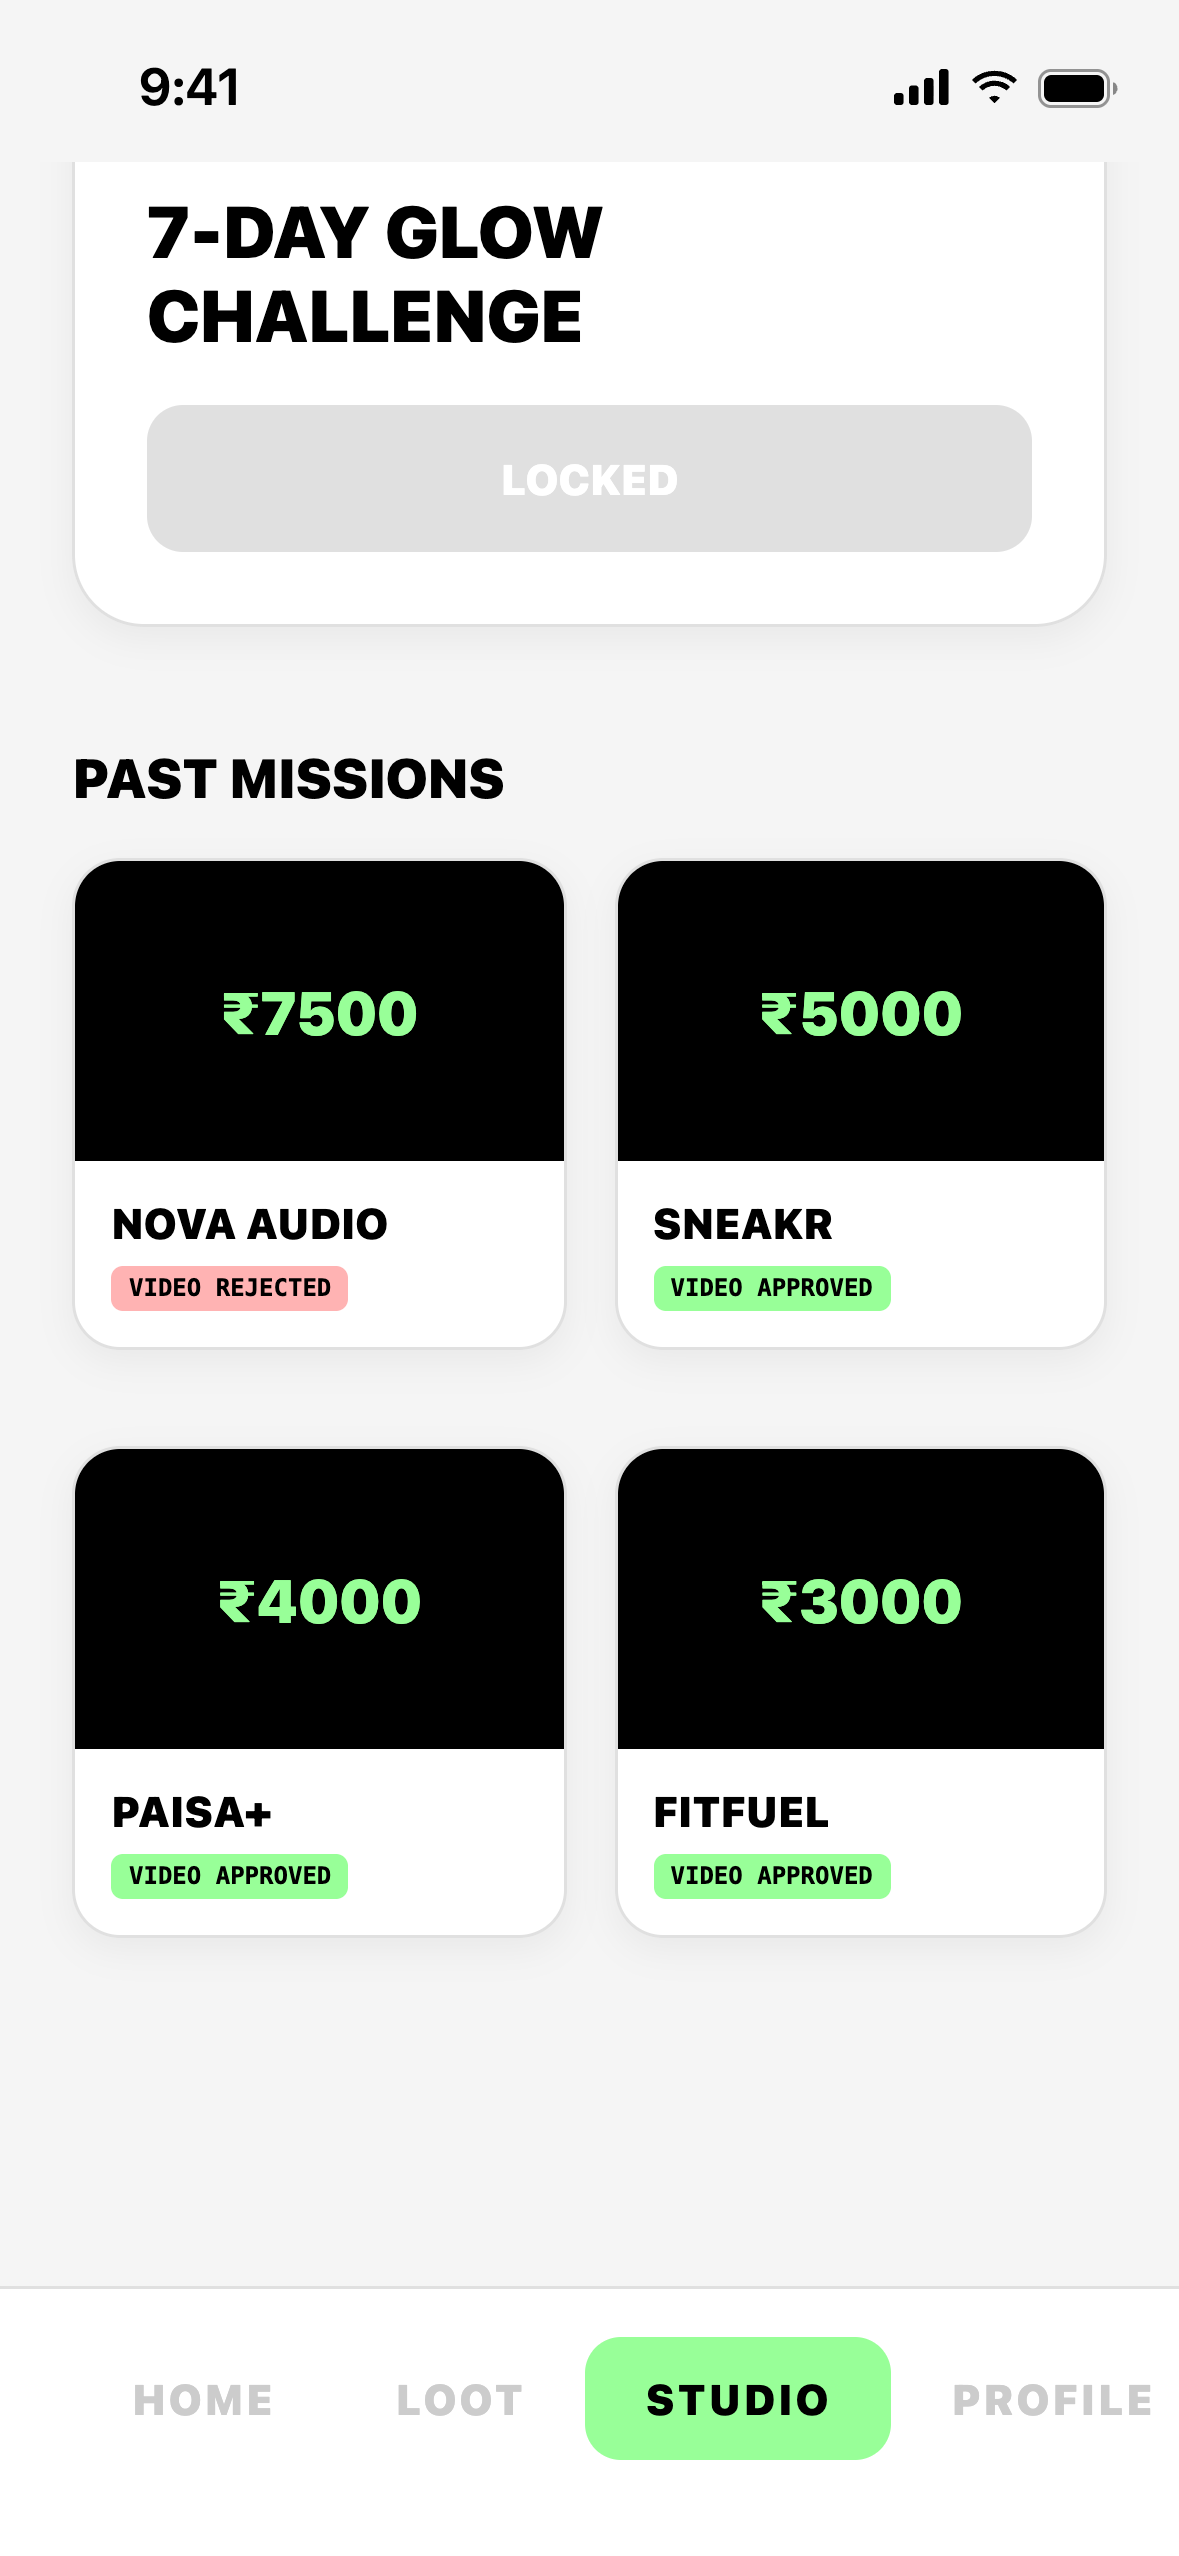 9:41
7-DAY GLOW
CHALLENGE
LOCKED
PAST MISSIONS
₹7500
₹5000
NOVA AUDIO
SNEAKR
VIDEO REJECTED
VIDEO APPROVED
₹4000
₹3000
PAISA+
FITFUEL
VIDEO APPROVED
VIDEO APPROVED
HOME
LOOT
STUDIO
PROFILE